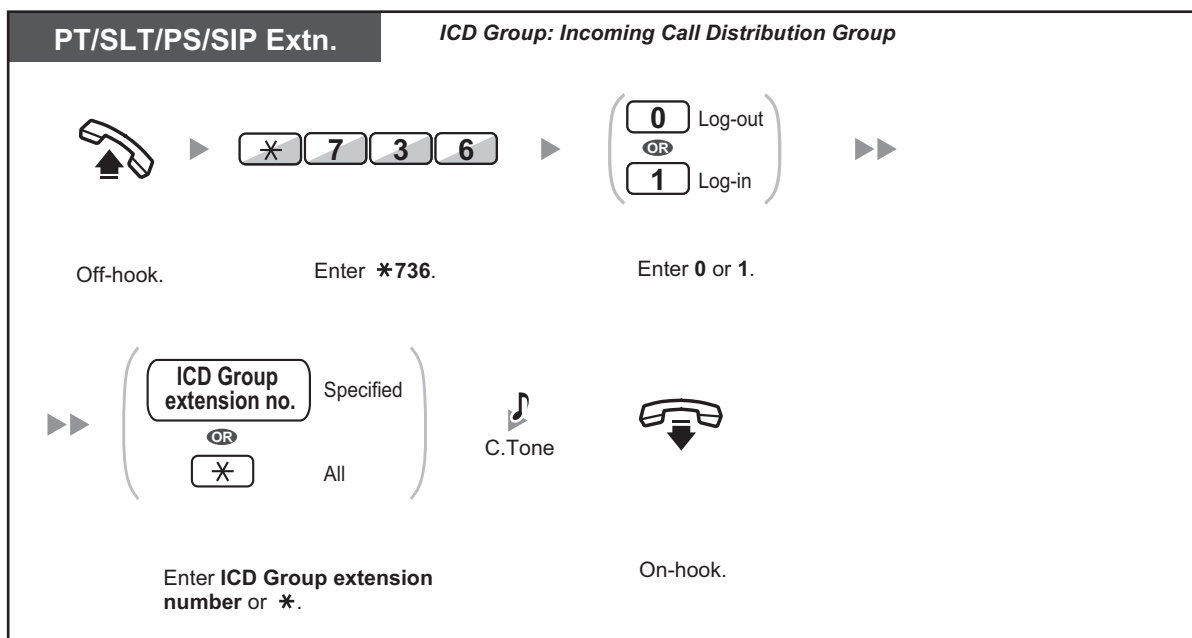 PT/SLT/PS/SIP Extn.
ICD Group: Incoming Call Distribution Group
* 7 3 6
0 Log-out
OR
1 Log-in
Off-hook.
Enter *736.
Enter 0 or 1.
ICD Group
extension no.
Specified
OR
* All
C.Tone
Enter ICD Group extension
number or *.
On-hook.